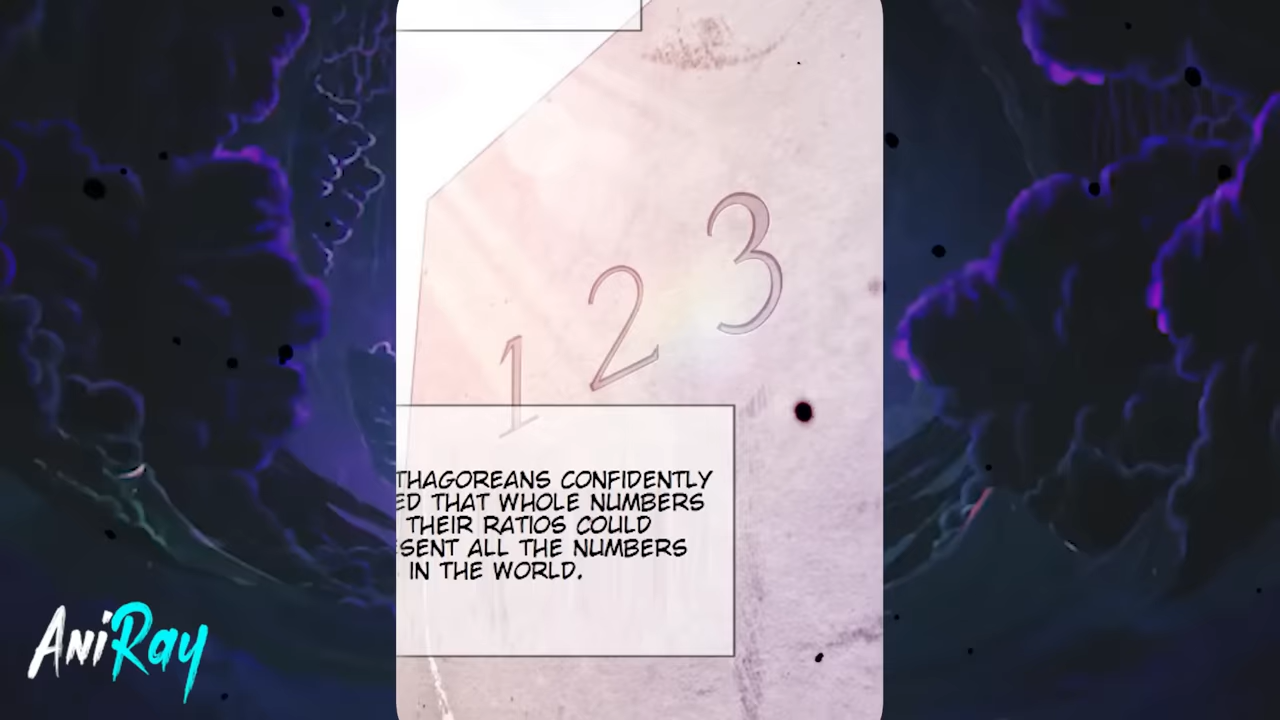 1 2 3
THAGOREANS CONFIDENTLY
ED THAT WHOLE NUMBERS
THEIR RATIOS COULD
SENT ALL THE NUMBERS
IN THE WORLD.
AniRay